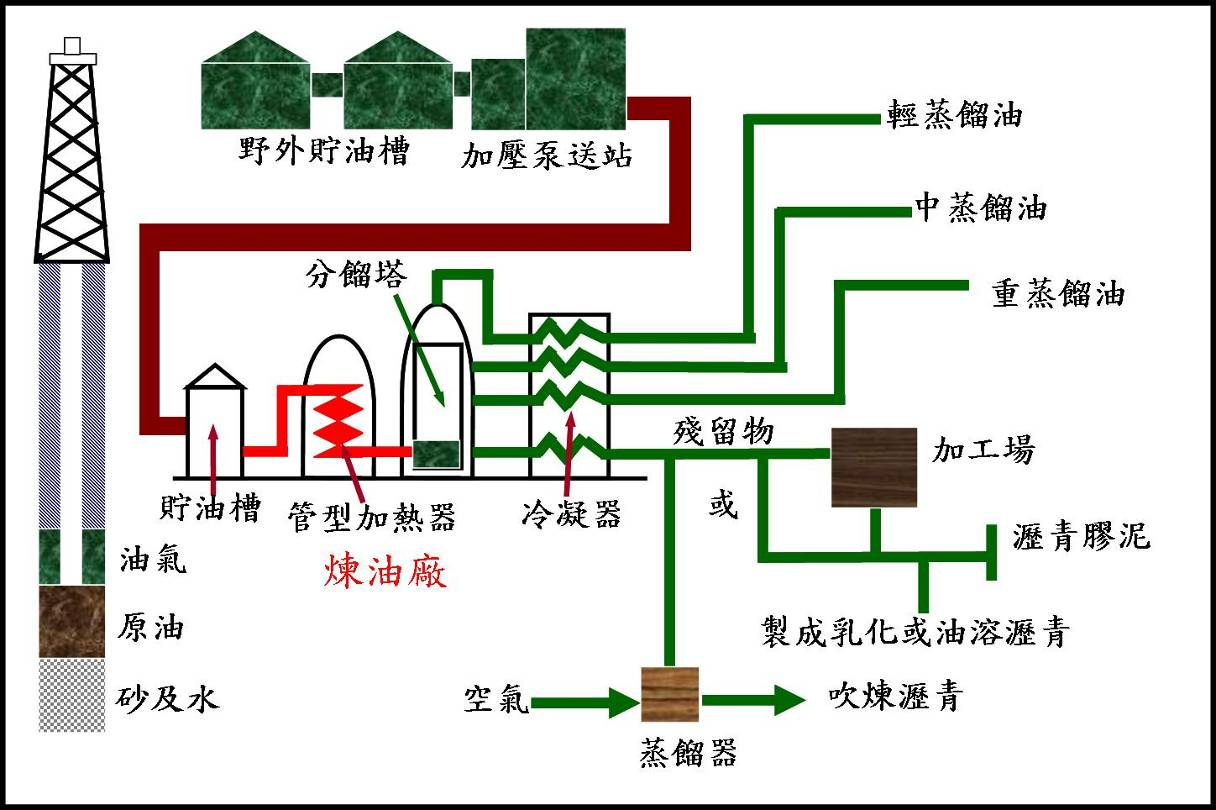 野外貯油槽
加壓泵送站
輕蒸餾油
中蒸餾油
重蒸餾油
分餾塔
殘留物
加工場
貯油槽
管型加熱器
冷凝器
或
瀝青膠泥
煉油廠
油氣
原油
製成乳化或油溶瀝青
砂及水
空氣
吹煉瀝青
蒸餾器